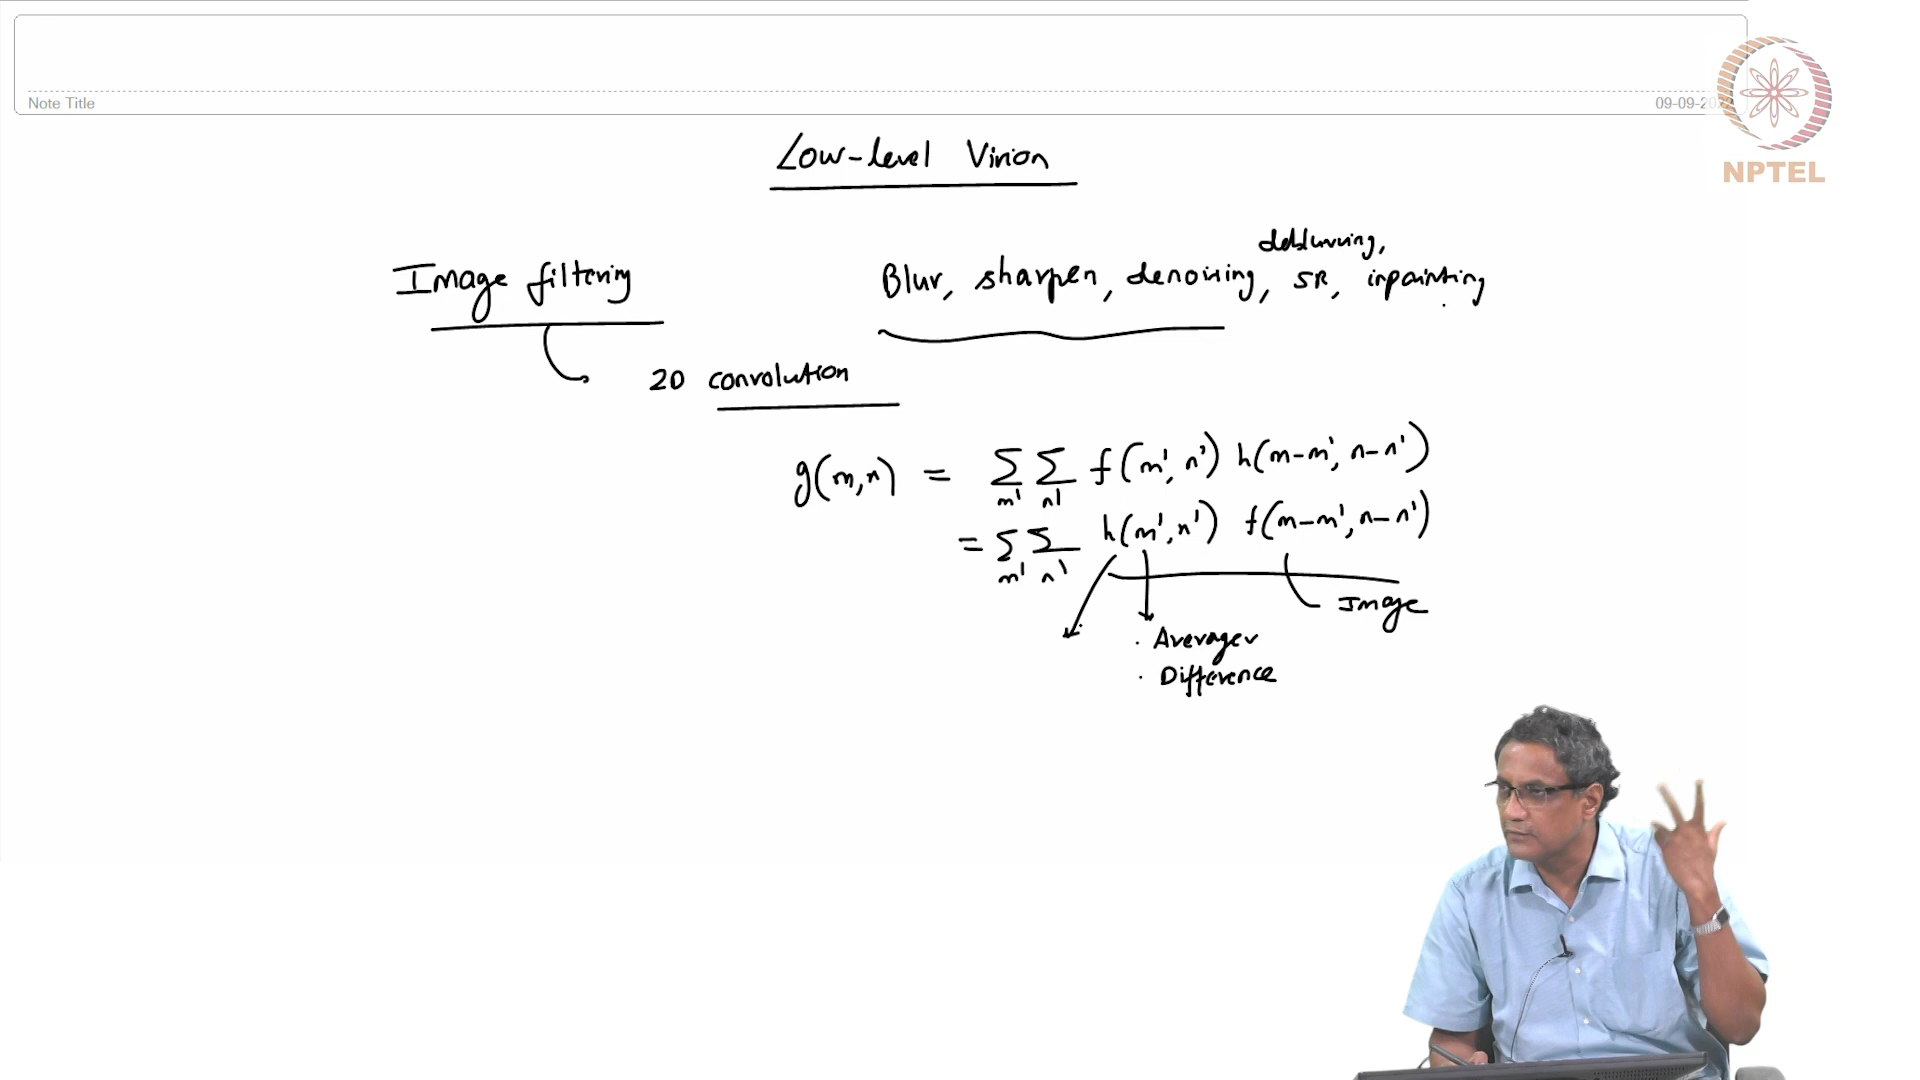 Note Title
09-09-2
NPTEL
Low-level Vision
Image filtering
Blur, sharpen, denoising, deblurring, SR, inpainting
2D convolution
g(m,n) = ∑m' ∑n' f(m',n') h(m-m', n-n')
= ∑m' ∑n' h(m',n') f(m-m', n-n')
Image
· Averager
· Difference